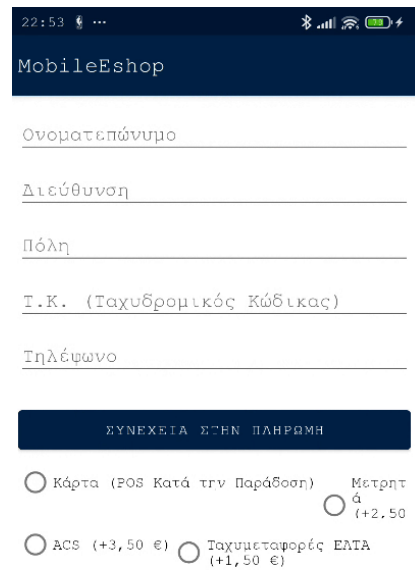 22:53 ...
MobileEshop
Ονοματεπώνυμο
Διεύθυνση
Πόλη
Τ.Κ. (Ταχυδρομικός Κώδικας)
Τηλέφωνο
ΣΥΝΕΧΕΙΑ ΣΤΗΝ ΠΛΗΡΩΜΗ
Κάρτα (POS Κατά την Παράδοση)
Μετρητ
ά
(+2,50
ACS (+3,50 €)
Ταχυμεταφορές ΕΛΤΑ
(+1,50 €)